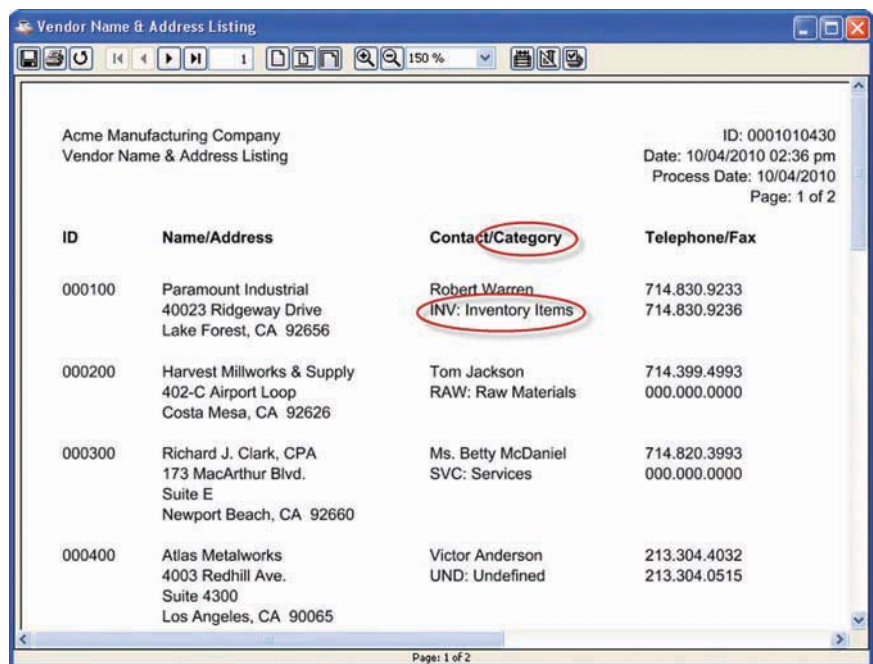 Vendor Name & Address Listing
1
150 %
Acme Manufacturing Company
Vendor Name & Address Listing
ID: 0001010430
Date: 10/04/2010 02:36 pm
Process Date: 10/04/2010
Page: 1 of 2
ID Name/Address Contact/Category Telephone/Fax
000100 Paramount Industrial Robert Warren 714.830.9233
40023 Ridgeway Drive INV: Inventory Items 714.830.9236
Lake Forest, CA 92656
000200 Harvest Millworks & Supply Tom Jackson 714.399.4993
402-C Airport Loop RAW: Raw Materials 000.000.0000
Costa Mesa, CA 92626
000300 Richard J. Clark, CPA Ms. Betty McDaniel 714.820.3993
173 MacArthur Blvd. SVC: Services 000.000.0000
Suite E
Newport Beach, CA 92660
000400 Atlas Metalworks Victor Anderson 213.304.4032
4003 Redhill Ave. UND: Undefined 213.304.0515
Suite 4300
Los Angeles, CA 90065
Page: 1 of 2